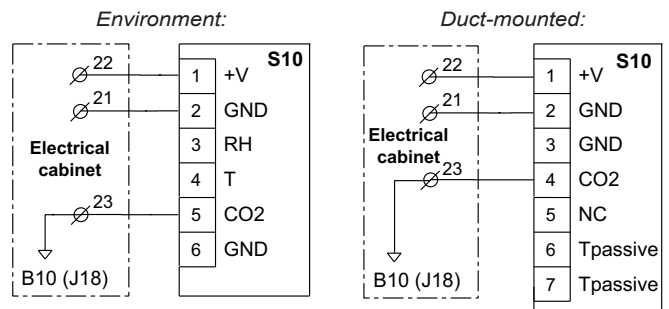 Environment:
S10
22
1 +V
21
2 GND
Electrical
cabinet
3 RH
4 T
23
5 CO2
6 GND
B10 (J18)
Duct-mounted:
S10
22
1 +V
21
2 GND
Electrical
cabinet
3 GND
23
4 CO2
5 NC
6 Tpassive
7 Tpassive
B10 (J18)